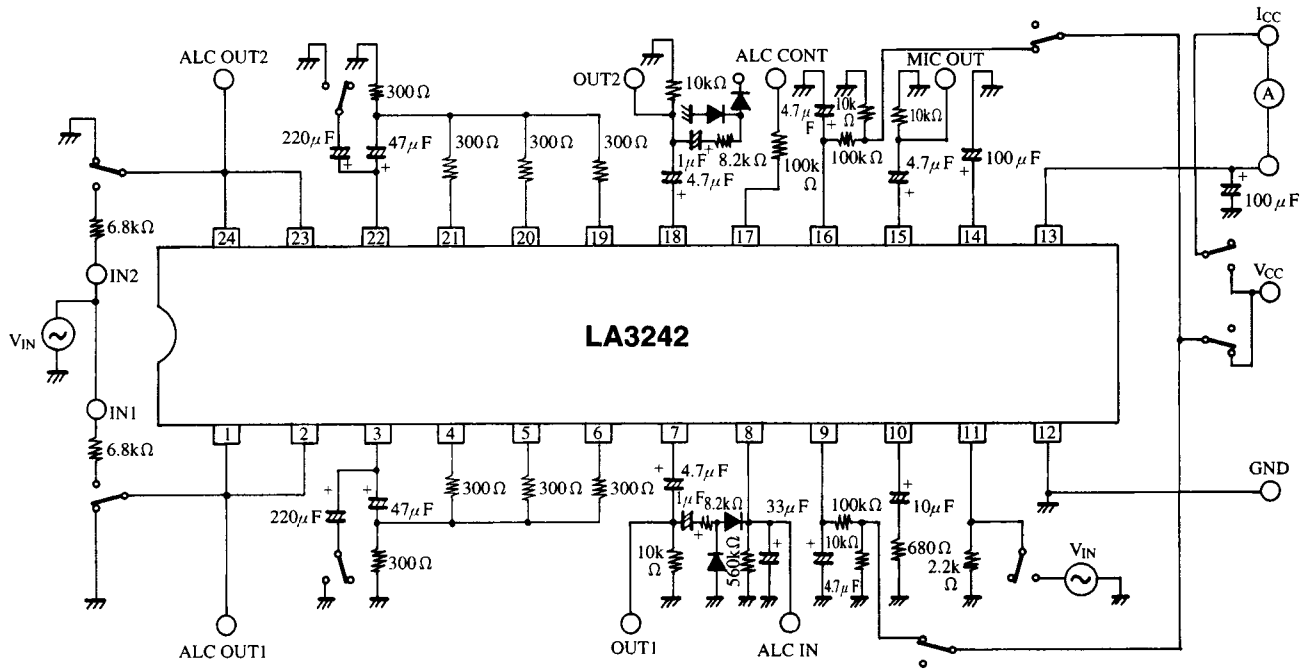 ICC
ALC OUT2
ALC CONT
OUT2
MIC OUT
A
10kΩ
300Ω
4.7μF
10kΩ
10kΩ
220μF
47μF
300Ω
300Ω
300Ω
1μF
8.2kΩ
100kΩ
100kΩ
4.7μF
4.7μF
100μF
100μF
6.8kΩ
24
23
22
21
20
19
18
17
16
15
14
13
IN2
VCC
VIN
LA3242
IN1
1
2
3
4
5
6
7
8
9
10
11
12
6.8kΩ
GND
4.7μF
300Ω
300Ω
300Ω
1μF
8.2kΩ
33μF
100kΩ
10μF
220μF
47μF
10kΩ
560kΩ
10kΩ
4.7μF
680Ω
2.2kΩ
VIN
300Ω
ALC OUT1
OUT1
ALC IN